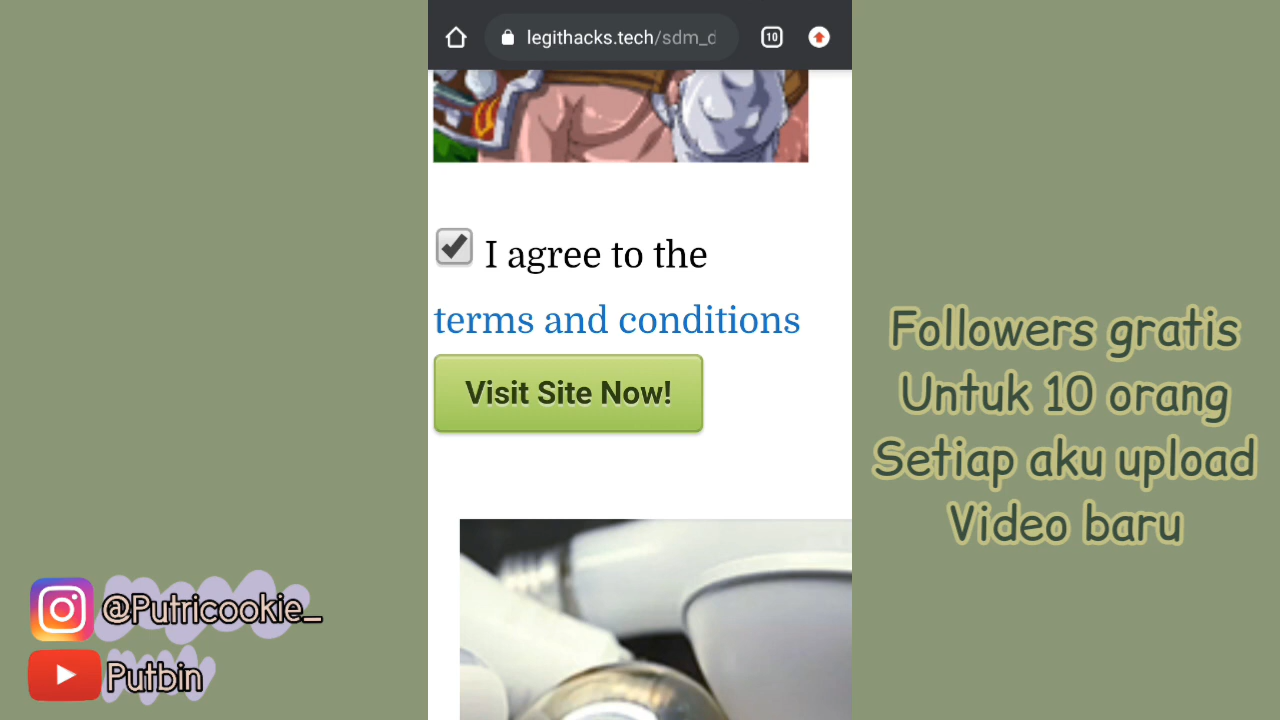 legithacks.tech/sdm_d
10
I agree to the
terms and conditions
Visit Site Now!
Followers gratis
Untuk 10 orang
Setiap aku upload
Video baru
@Putricookie_
Putbin